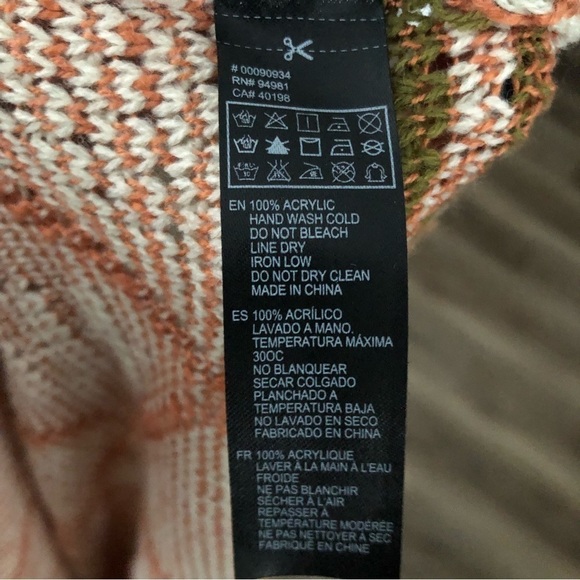 # 00090934
RN# 94981
CA# 40198
EN 100% ACRYLIC
HAND WASH COLD
DO NOT BLEACH
LINE DRY
IRON LOW
DO NOT DRY CLEAN
MADE IN CHINA
ES 100% ACRÍLICO
LAVADO A MANO.
TEMPERATURA MÁXIMA
30OC
NO BLANQUEAR
SECAR COLGADO
PLANCHADO A
TEMPERATURA BAJA
NO LAVADO EN SECO
FABRICADO EN CHINA
FR 100% ACRYLIQUE
LAVER À LA MAIN À L'EAU
FROIDE
NE PAS BLANCHIR
SÉCHER À L'AIR
REPASSER À
TEMPÉRATURE MODÉRÉE
NE PAS NETTOYER À SEC
FABRIQUÉ EN CHINE